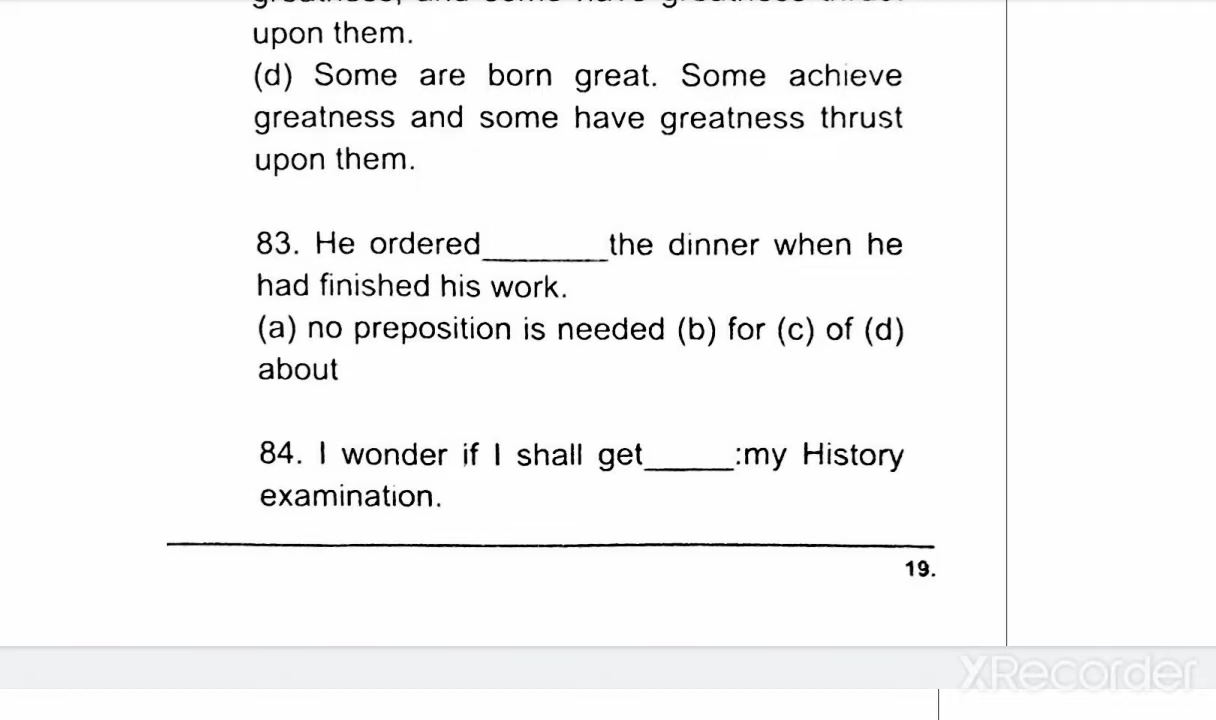 upon them.
(d) Some are born great. Some achieve
greatness and some have greatness thrust
upon them.
83. He ordered_______the dinner when he
had finished his work.
(a) no preposition is needed (b) for (c) of (d)
about
84. I wonder if I shall get_____:my History
examination.
19.
XRecorder